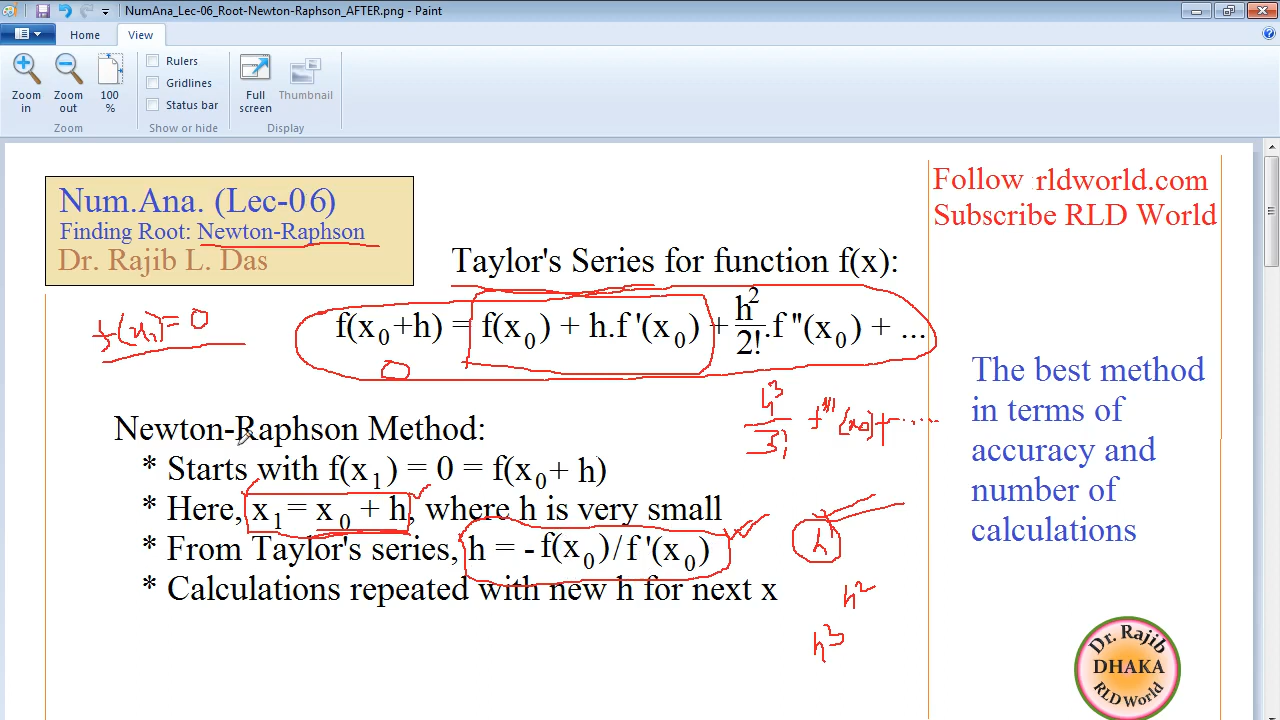 NumAna_Lec-06_Root-Newton-Raphson_AFTER.png - Paint
Home View
Zoom in
Zoom out
100 %
Zoom
Rulers
Gridlines
Status bar
Show or hide
Full screen
Thumbnail
Display
Num.Ana. (Lec-06)
Finding Root: Newton-Raphson
Dr. Rajib L. Das
Follow rldworld.com
Subscribe RLD World
Taylor's Series for function f(x):
f(x₁) = 0
f(x₀+h) = f(x₀) + h.f '(x₀) + h²/2!.f "(x₀) + ...
0
h³/3! f'''(x₀) + ......
The best method
in terms of
accuracy and
number of
calculations
Newton-Raphson Method:
* Starts with f(x₁) = 0 = f(x₀+ h)
* Here, x₁= x₀ + h, where h is very small
* From Taylor's series, h = - f(x₀)/f '(x₀)
* Calculations repeated with new h for next x
h
h²
h³
Dr. Rajib
DHAKA
RLD World